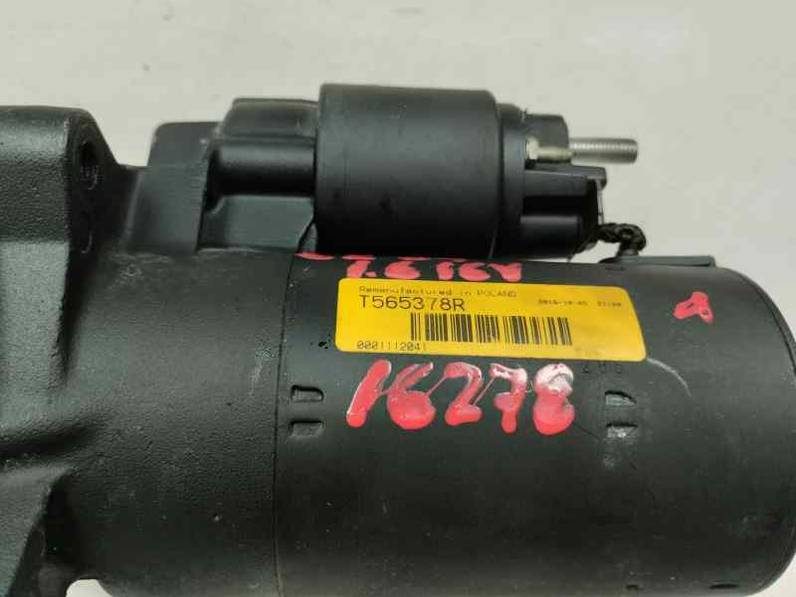 1.6 16V
Remanufactured in POLAND
T565378R
0001112041
16278